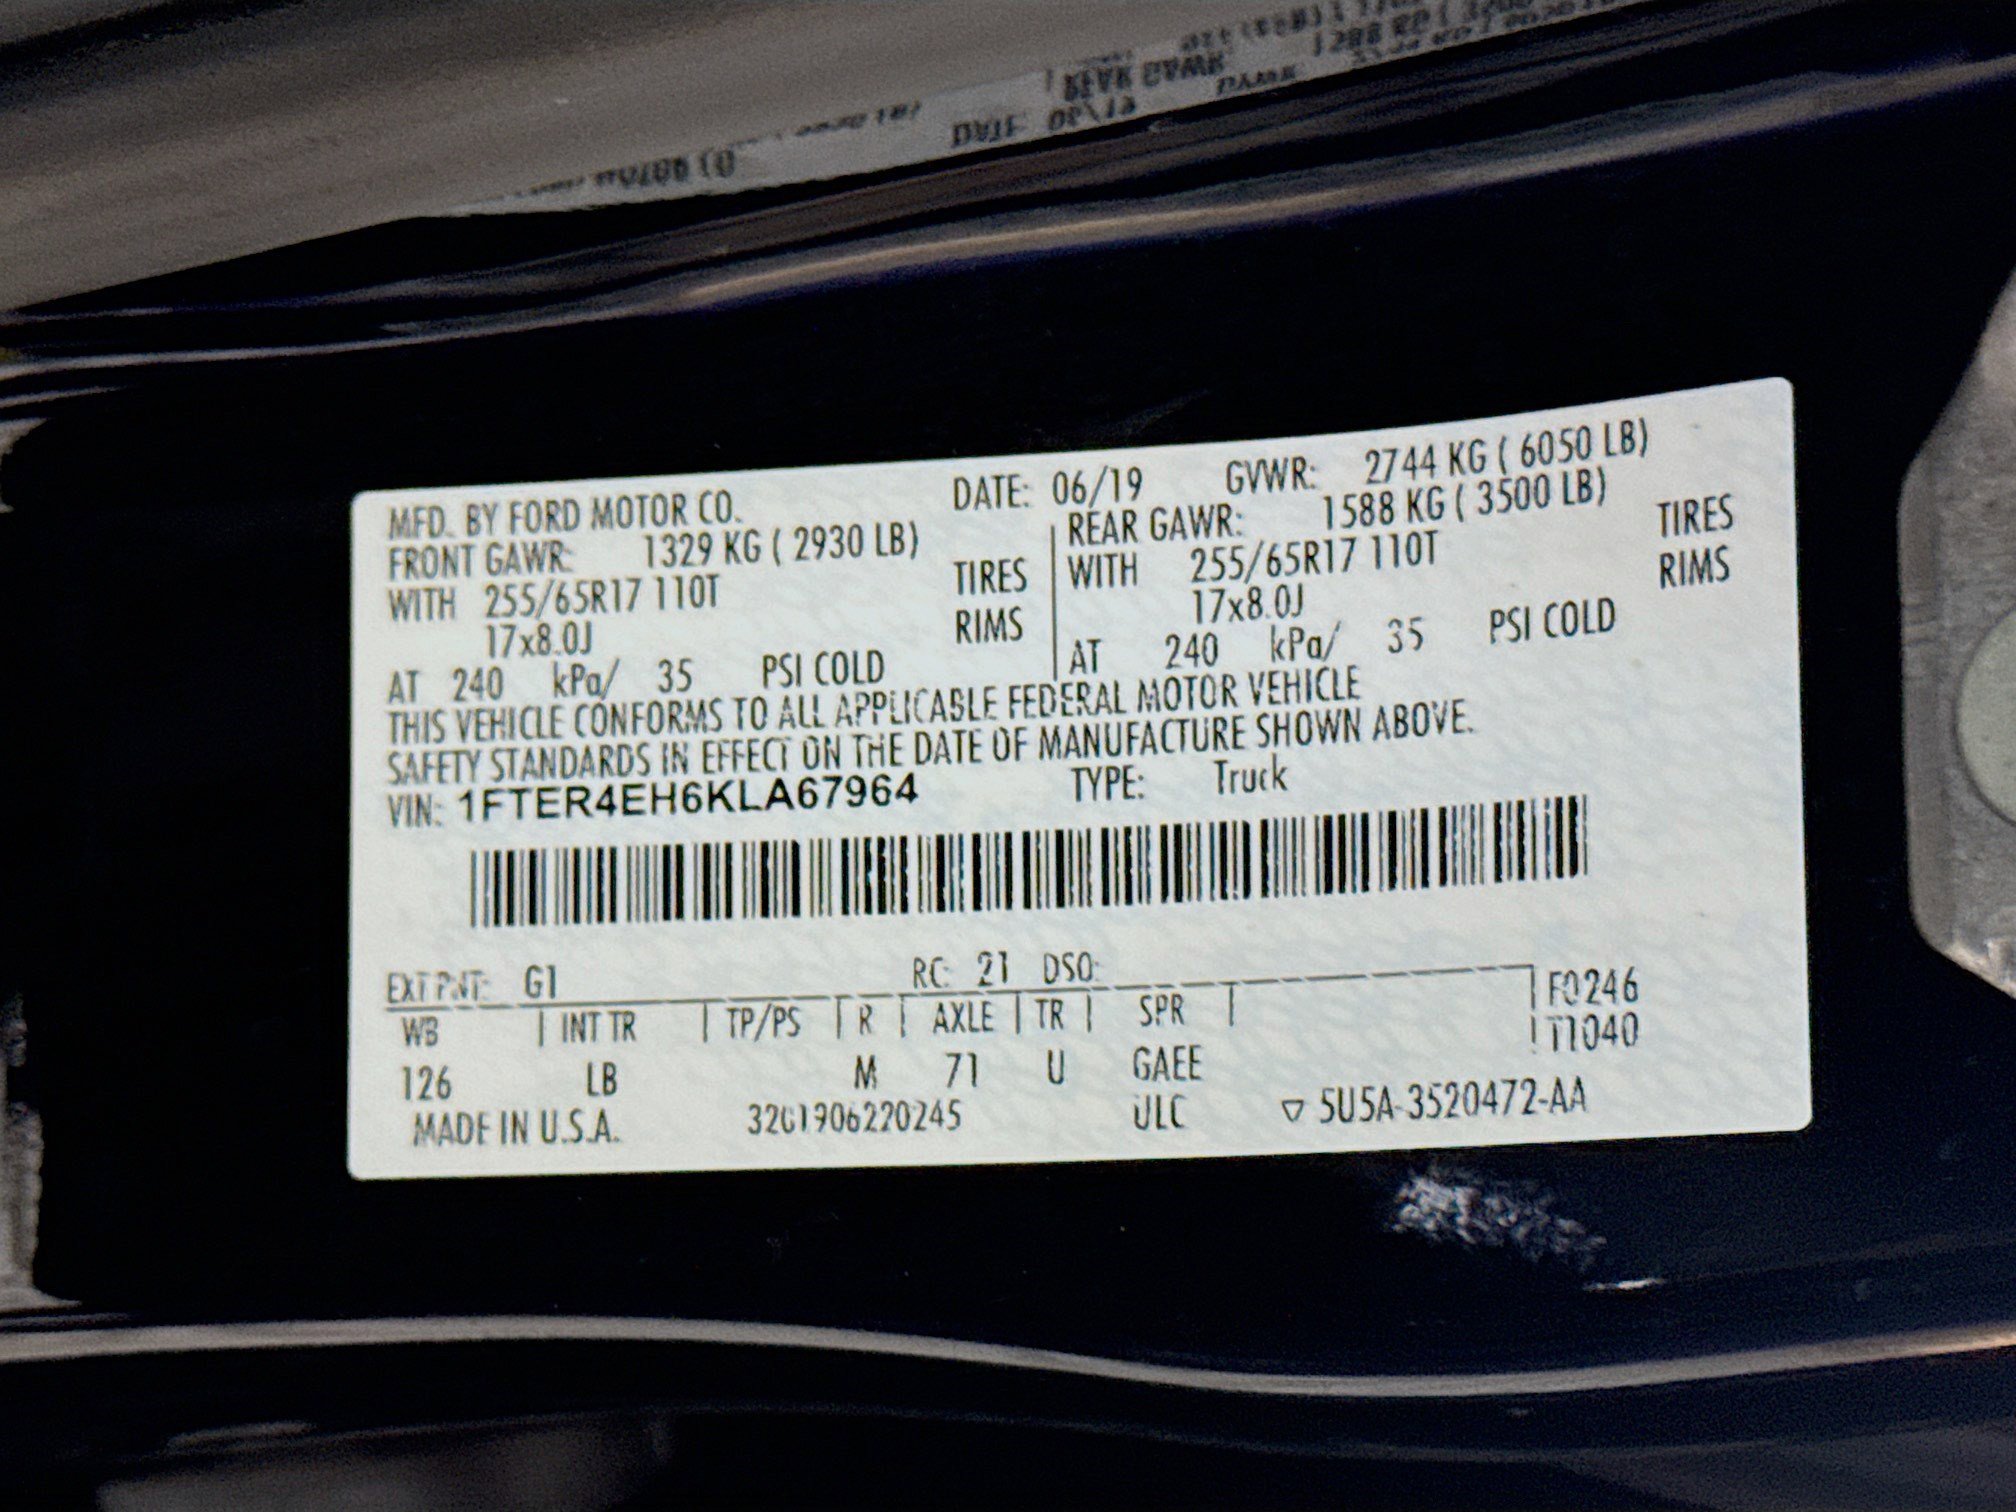 MFD. BY FORD MOTOR CO. DATE: 06/19 GVWR: 2744 KG ( 6050 LB)
FRONT GAWR: 1329 KG ( 2930 LB) REAR GAWR: 1588 KG ( 3500 LB)
WITH 255/65R17 110T TIRES WITH 255/65R17 110T TIRES
17x8.0J RIMS 17x8.0J RIMS
AT 240 kPa/ 35 PSI COLD AT 240 kPa/ 35 PSI COLD
THIS VEHICLE CONFORMS TO ALL APPLICABLE FEDERAL MOTOR VEHICLE
SAFETY STANDARDS IN EFFECT ON THE DATE OF MANUFACTURE SHOWN ABOVE.
VIN: 1FTER4EH6KLA67964 TYPE: Truck
EXT PNT: G1 RC: 21 DSO: F0246
WB INT TR TP/PS R AXLE TR SPR T1040
126 LB M 71 U GAEE
MADE IN U.S.A. ULC 5U5A-3520472-AA